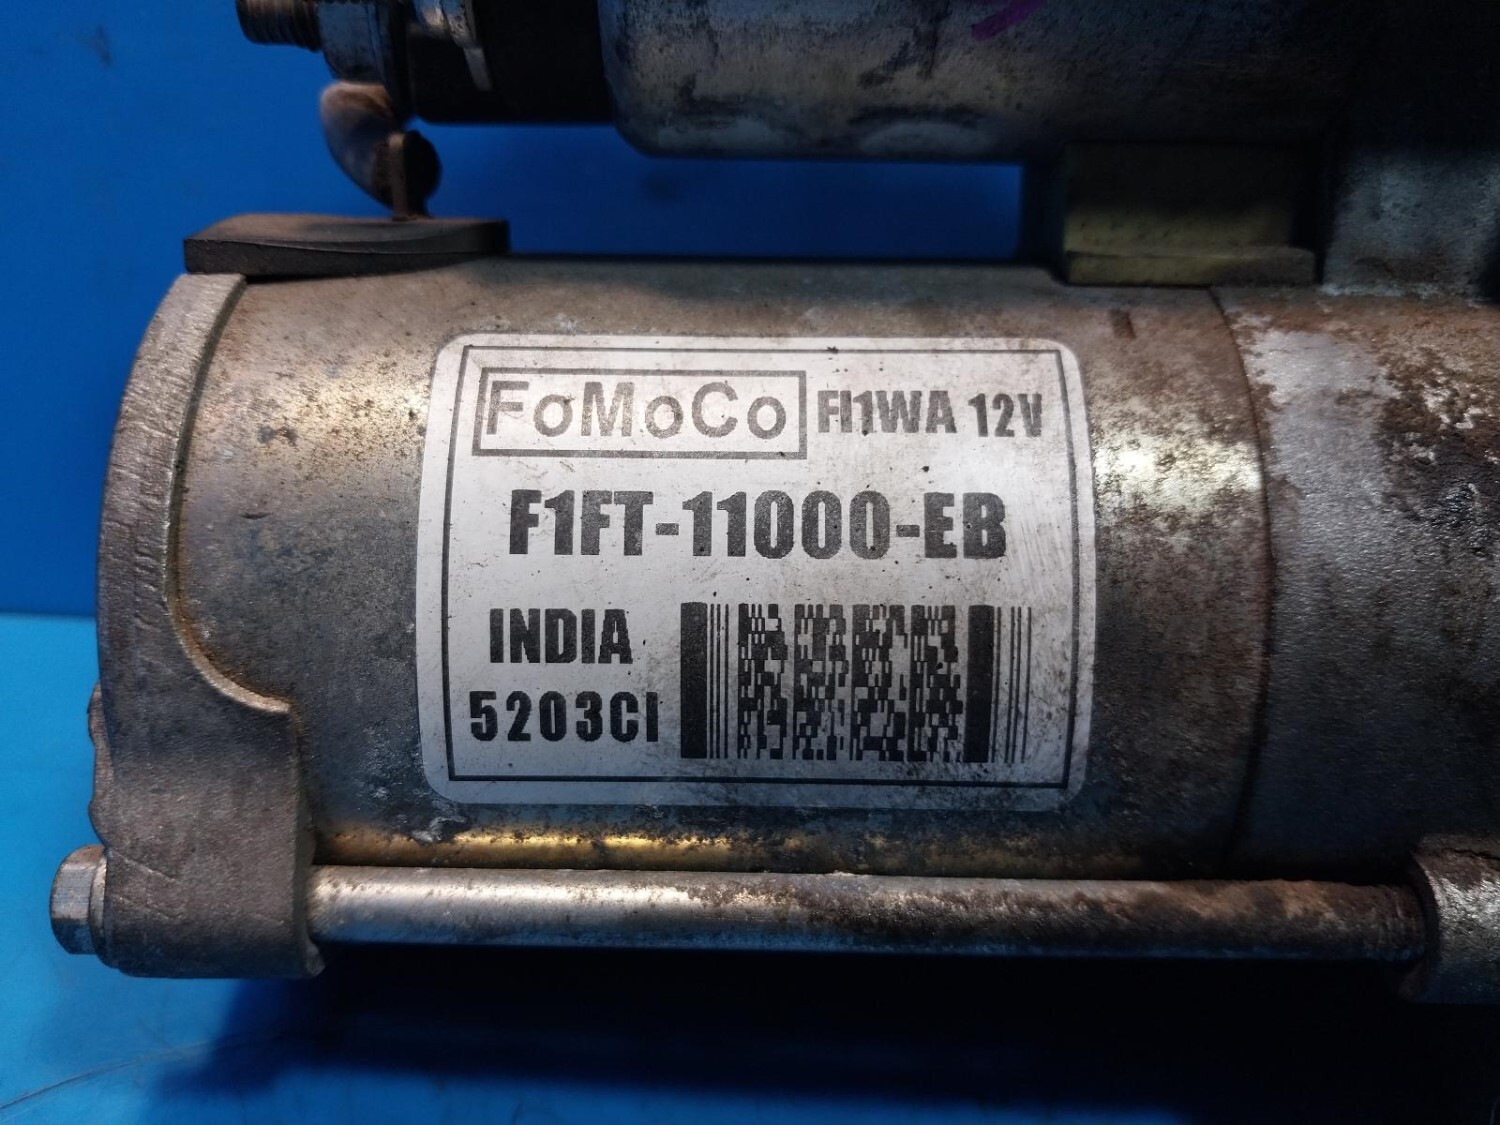 FoMoCo FI1WA 12V
F1FT-11000-EB
INDIA
5203CI